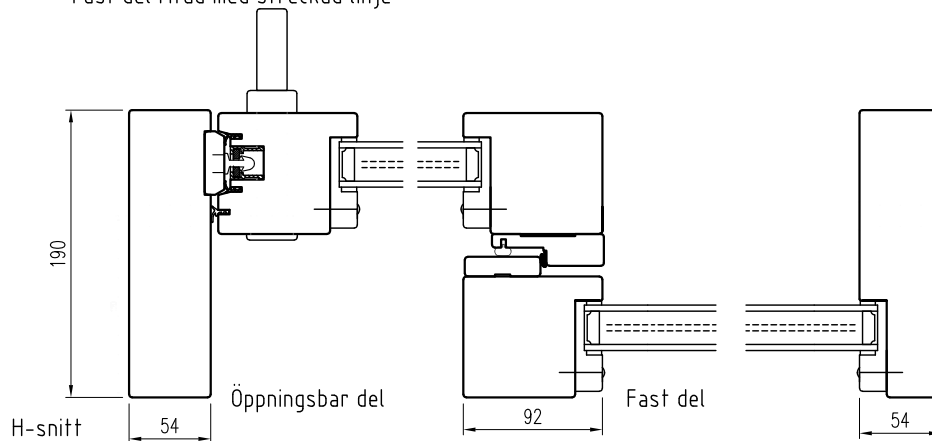 Fast del ritad med streckad linje
190
Öppningsbar del
92
Fast del
H-snitt
54
54